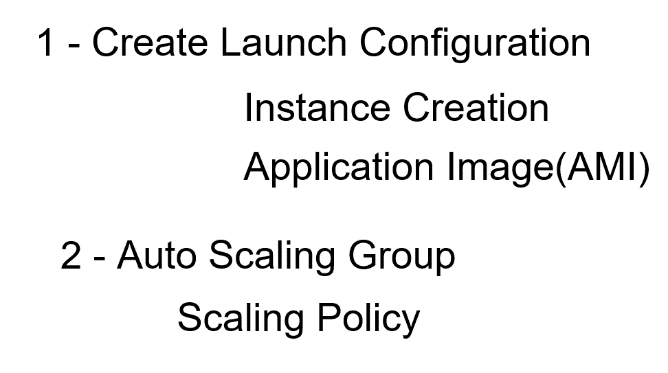 1 - Create Launch Configuration
Instance Creation
Application Image(AMI)
2 - Auto Scaling Group
Scaling Policy